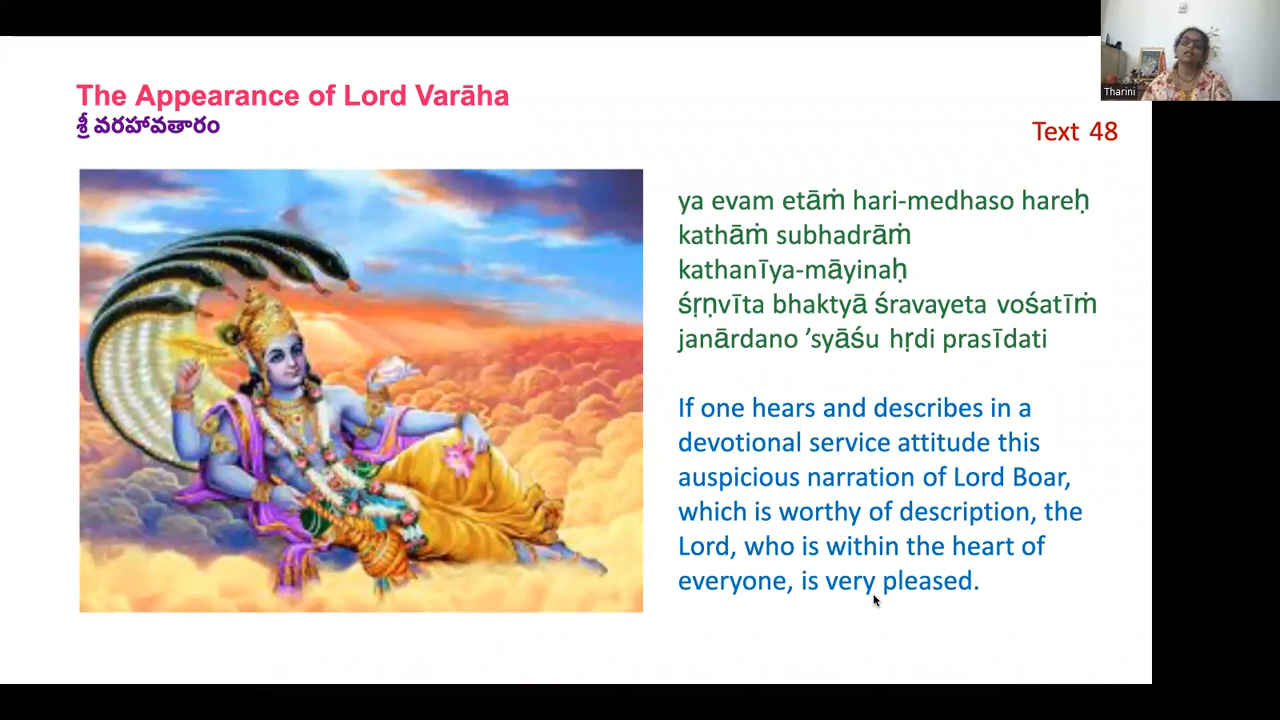 The Appearance of Lord Varāha
శ్రీ వరహావతారం
Text 48
ya evam etāṁ hari-medhaso hareḥ
kathāṁ subhadrāṁ
kathanīya-māyinaḥ
śṛṇvīta bhaktyā śravayeta vośatīṁ
janārdano ’syāśu hṛdi prasīdati
If one hears and describes in a
devotional service attitude this
auspicious narration of Lord Boar,
which is worthy of description, the
Lord, who is within the heart of
everyone, is very pleased.
Tharini